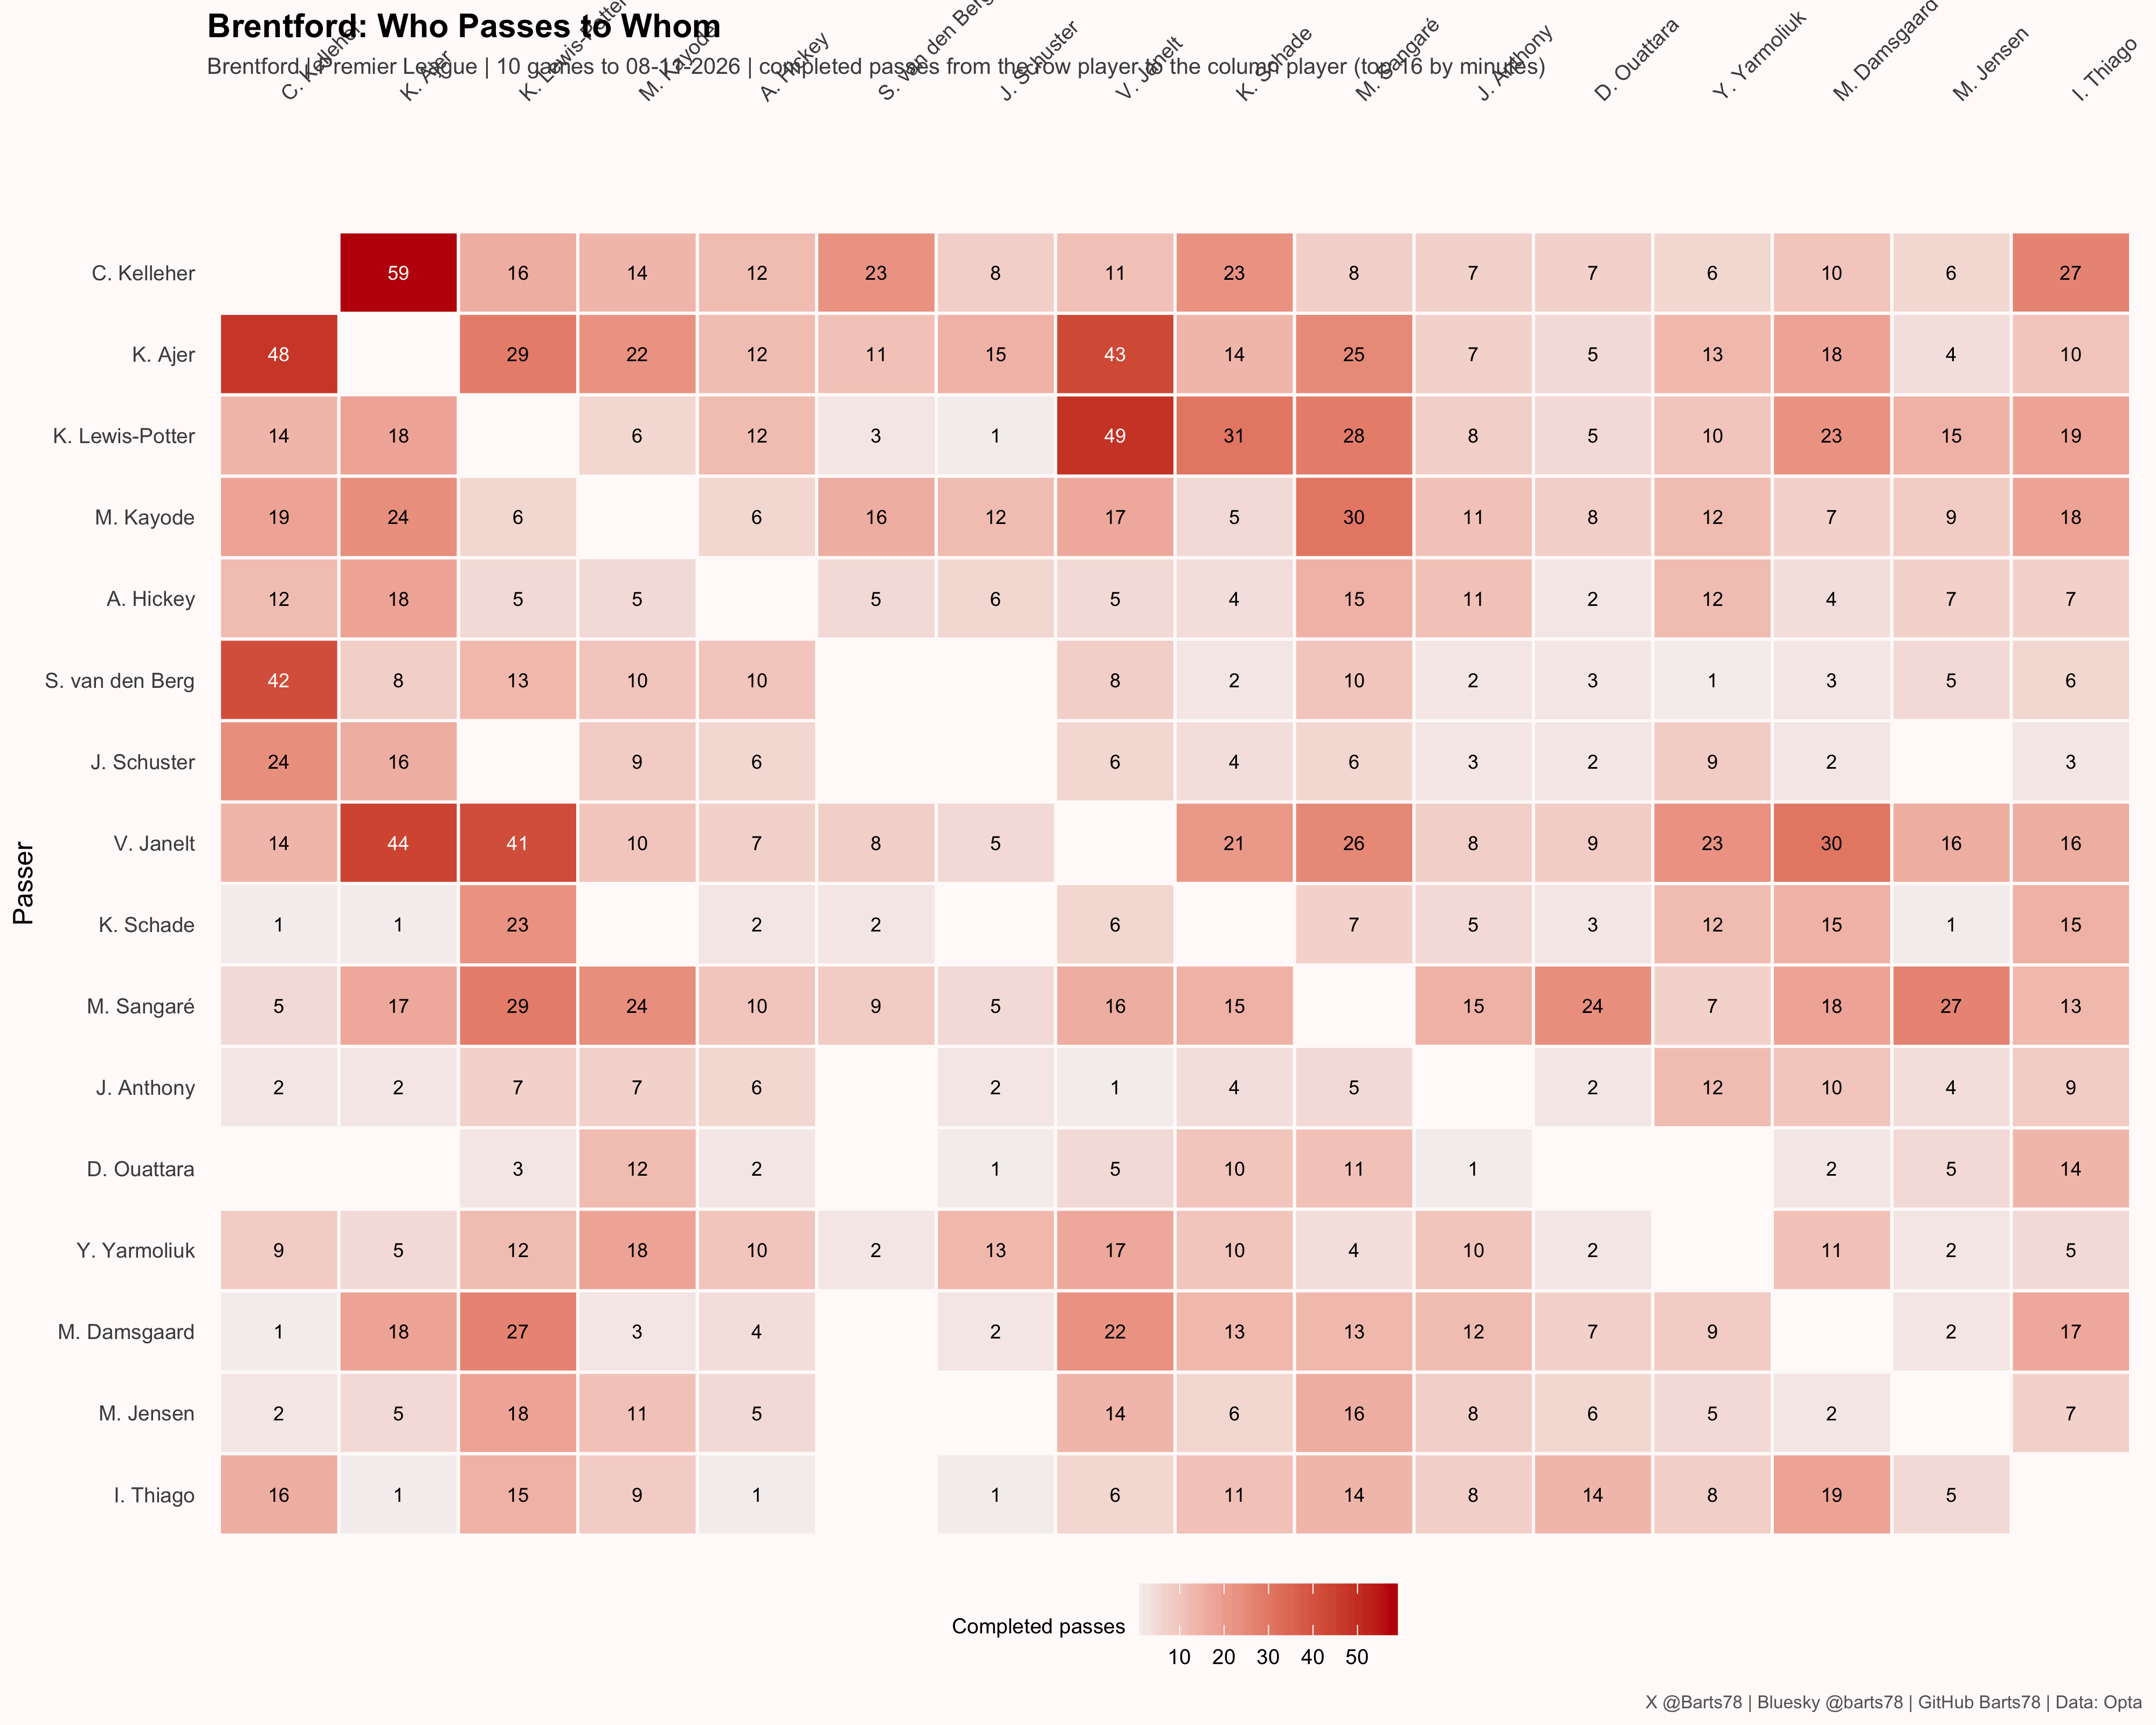 Brentford: Who Passes to Whom
Brentford | Premier League | 10 games to 08-11-2026 | completed passes from the row player to the column player (top 16 by minutes)
C. Kelleher K. Ajer K. Lewis-Potter M. Kayode A. Hickey S. van den Berg J. Schuster V. Janelt K. Schade M. Sangaré J. Anthony D. Ouattara Y. Yarmoliuk M. Damsgaard M. Jensen I. Thiago
C. Kelleher 59 16 14 12 23 8 11 23 8 7 7 6 10 6 27
K. Ajer 48 29 22 12 11 15 43 14 25 7 5 13 18 4 10
K. Lewis-Potter 14 18 6 12 3 1 49 31 28 8 5 10 23 15 19
M. Kayode 19 24 6 6 16 12 17 5 30 11 8 12 7 9 18
A. Hickey 12 18 5 5 5 6 5 4 15 11 2 12 4 7 7
S. van den Berg 42 8 13 10 10 8 2 10 2 3 1 3 5 6
J. Schuster 24 16 9 6 6 4 6 3 2 9 2 3
V. Janelt 14 44 41 10 7 8 5 21 26 8 9 23 30 16 16
K. Schade 1 1 23 2 2 6 7 5 3 12 15 1 15
M. Sangaré 5 17 29 24 10 9 5 16 15 15 24 7 18 27 13
J. Anthony 2 2 7 7 6 2 1 4 5 2 12 10 4 9
D. Ouattara 3 12 2 1 5 10 11 1 2 5 14
Y. Yarmoliuk 9 5 12 18 10 2 13 17 10 4 10 2 11 2 5
M. Damsgaard 1 18 27 3 4 2 22 13 13 12 7 9 2 17
M. Jensen 2 5 18 11 5 14 6 16 8 6 5 2 7
I. Thiago 16 1 15 9 1 1 6 11 14 8 14 8 19 5
Passer
Completed passes
10 20 30 40 50
X @Barts78 | Bluesky @barts78 | GitHub Barts78 | Data: Opta